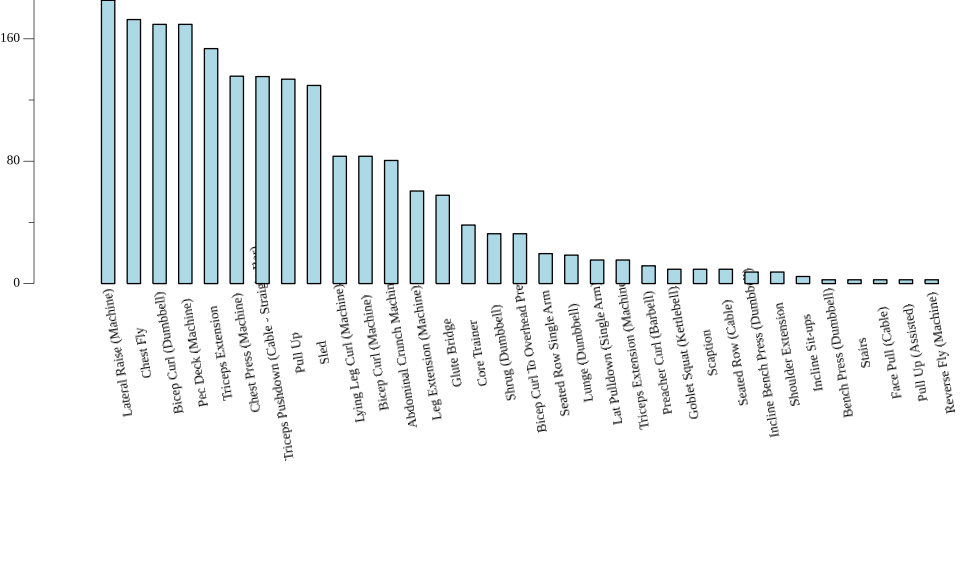 160
80
0
Lateral Raise (Machine)
Chest Fly
Bicep Curl (Dumbbell)
Pec Deck (Machine)
Triceps Extension
Chest Press (Machine)
Triceps Pushdown (Cable - Straig
Pull Up
Sled
Lying Leg Curl (Machine)
Bicep Curl (Machine)
Abdominal Crunch Machin
Leg Extension (Machine)
Glute Bridge
Core Trainer
Shrug (Dumbbell)
Bicep Curl To Overhead Pre
Seated Row Single Arm
Lunge (Dumbbell)
Lat Pulldown (Single Arm)
Triceps Extension (Machine
Preacher Curl (Barbell)
Goblet Squat (Kettlebell)
Scaption
Seated Row (Cable)
Incline Bench Press (Dumbbell)
Shoulder Extension
Incline Sit-ups
Bench Press (Dumbbell)
Stairs
Face Pull (Cable)
Pull Up (Assisted)
Reverse Fly (Machine)